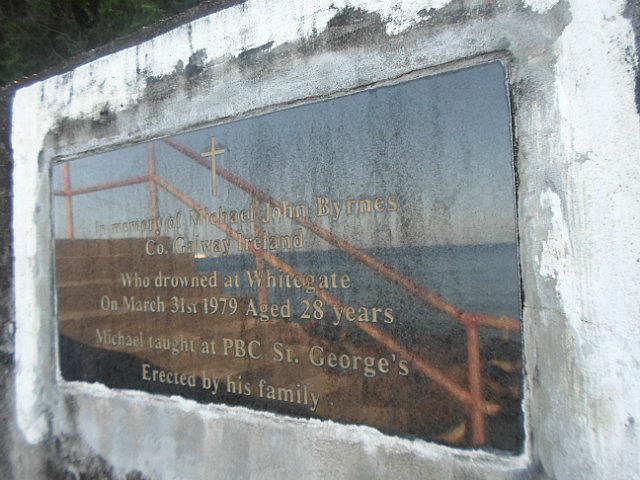 In memory of Michael John Byrnes
Co. Galway Ireland
Who drowned at Whitegate
On March 31st 1979 Aged 28 years
Michael taught at PBC St. George's
Erected by his family